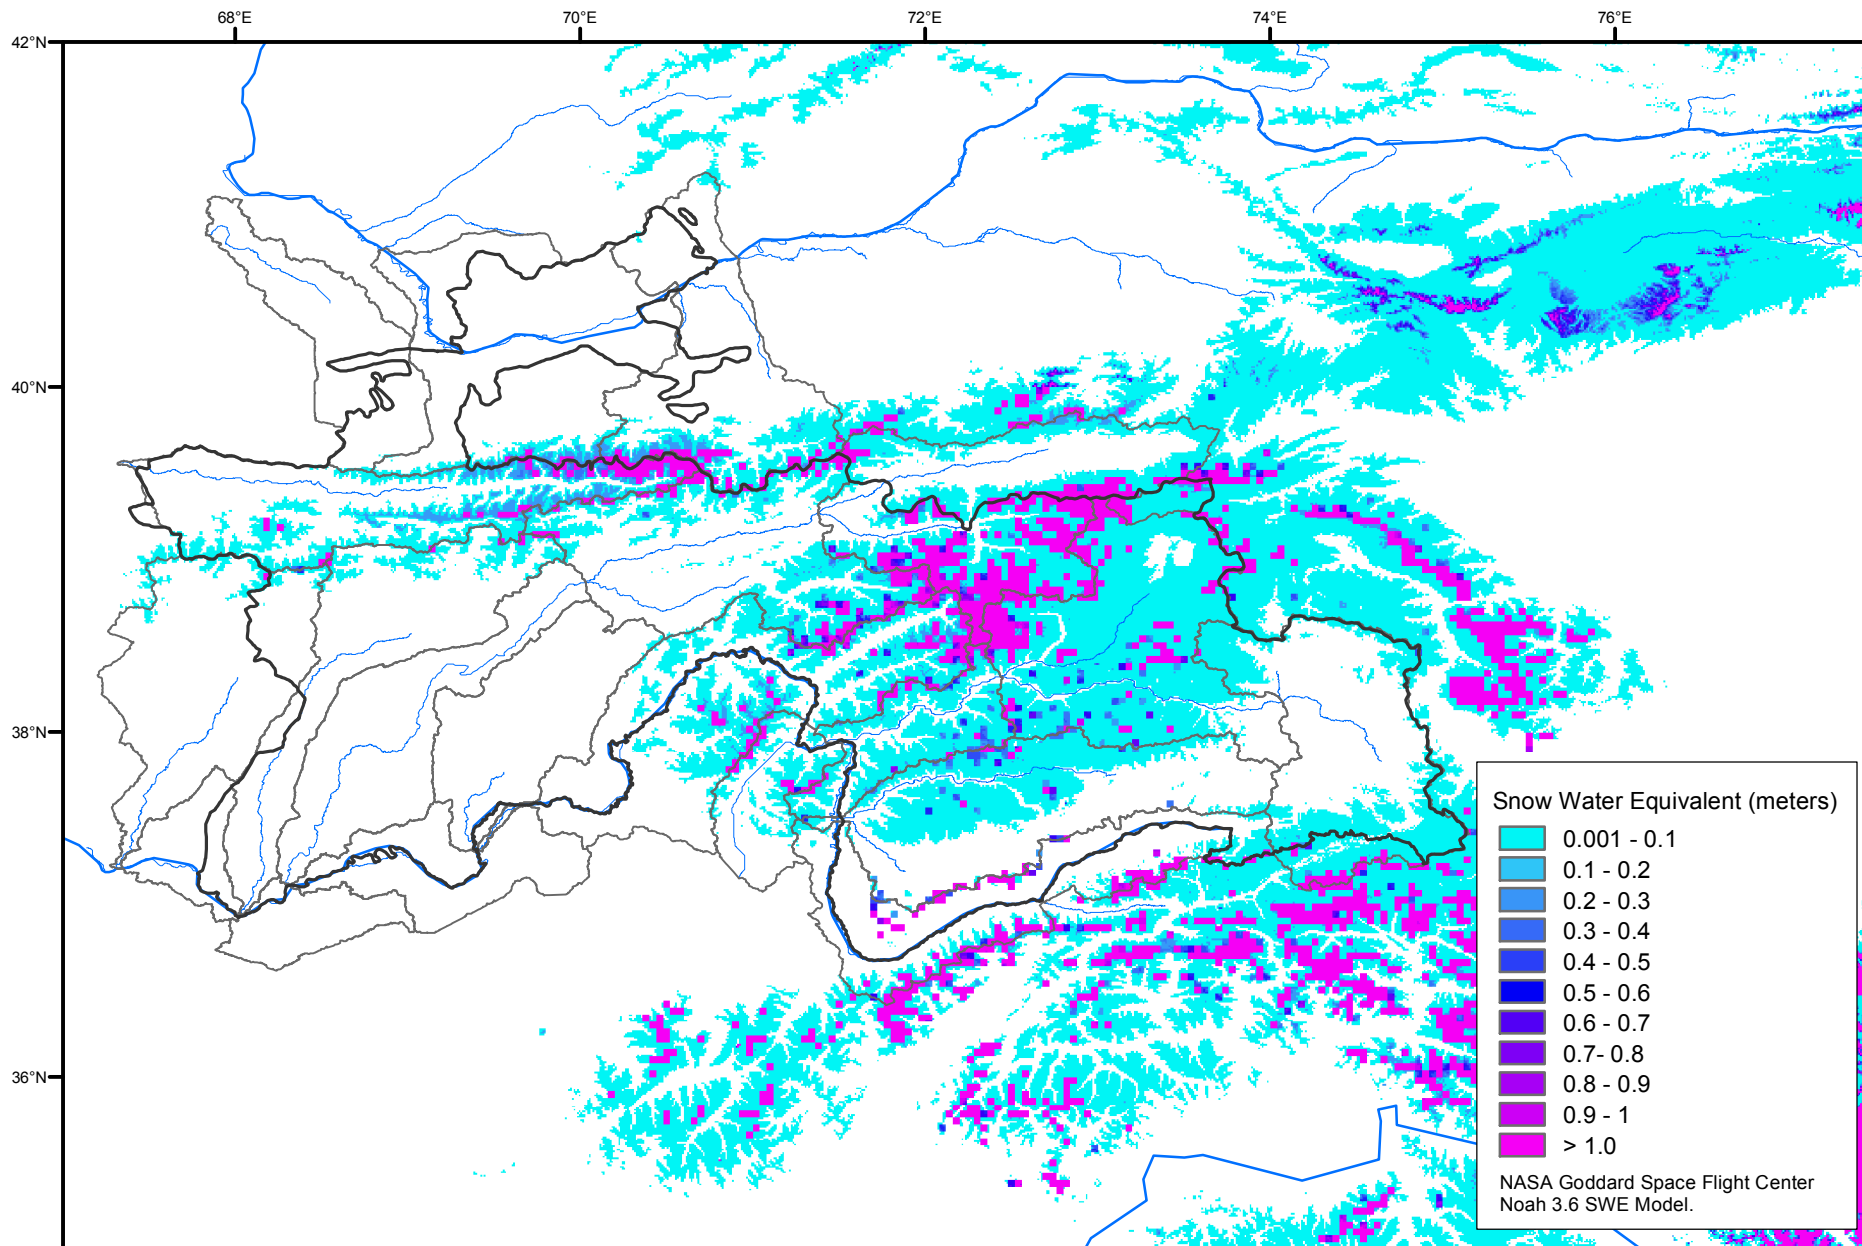 68°E
70°E
72°E
74°E
76°E
42°N
40°N
38°N
36°N
Snow Water Equivalent (meters)
0.001 - 0.1
0.1 - 0.2
0.2 - 0.3
0.3 - 0.4
0.4 - 0.5
0.5 - 0.6
0.6 - 0.7
0.7- 0.8
0.8 - 0.9
0.9 - 1
> 1.0
NASA Goddard Space Flight Center
Noah 3.6 SWE Model.